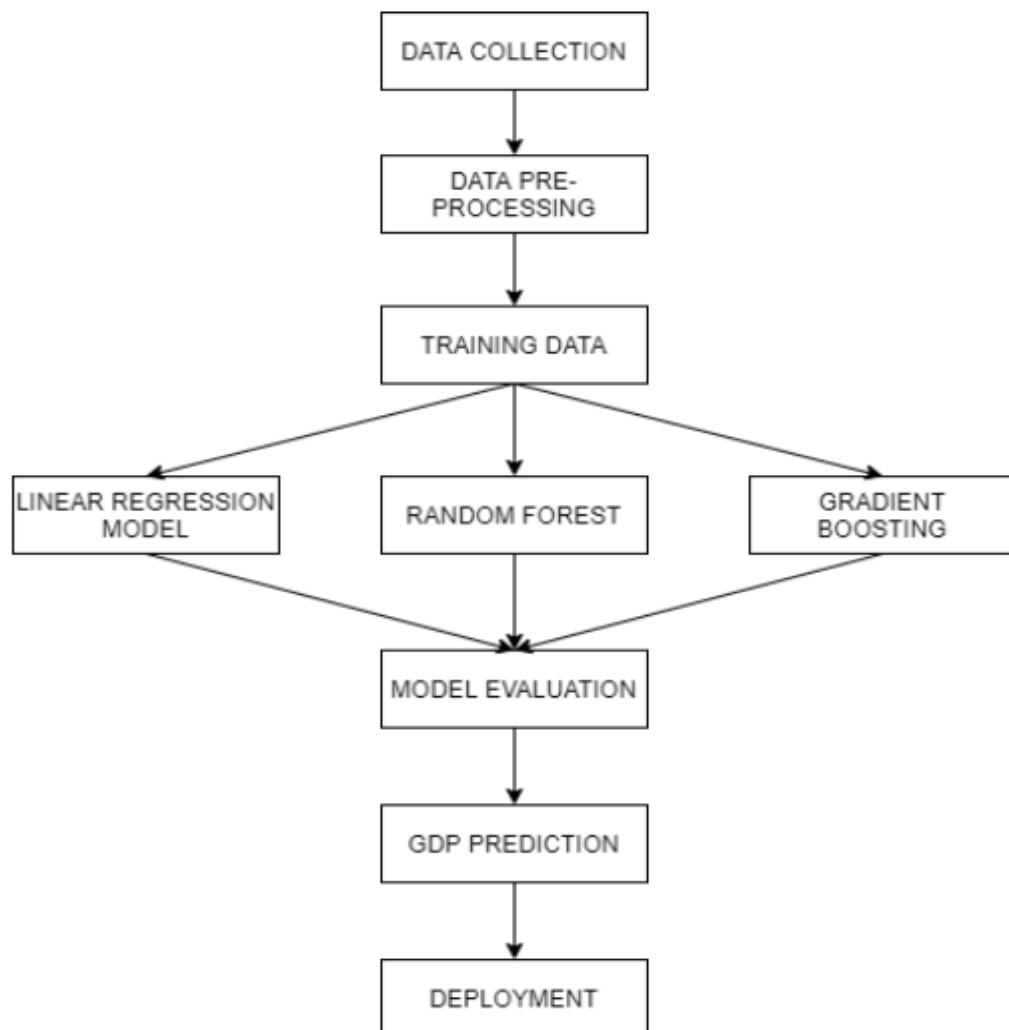 DATA COLLECTION
DATA PRE-
PROCESSING
TRAINING DATA
LINEAR REGRESSION
MODEL
RANDOM FOREST
GRADIENT
BOOSTING
MODEL EVALUATION
GDP PREDICTION
DEPLOYMENT